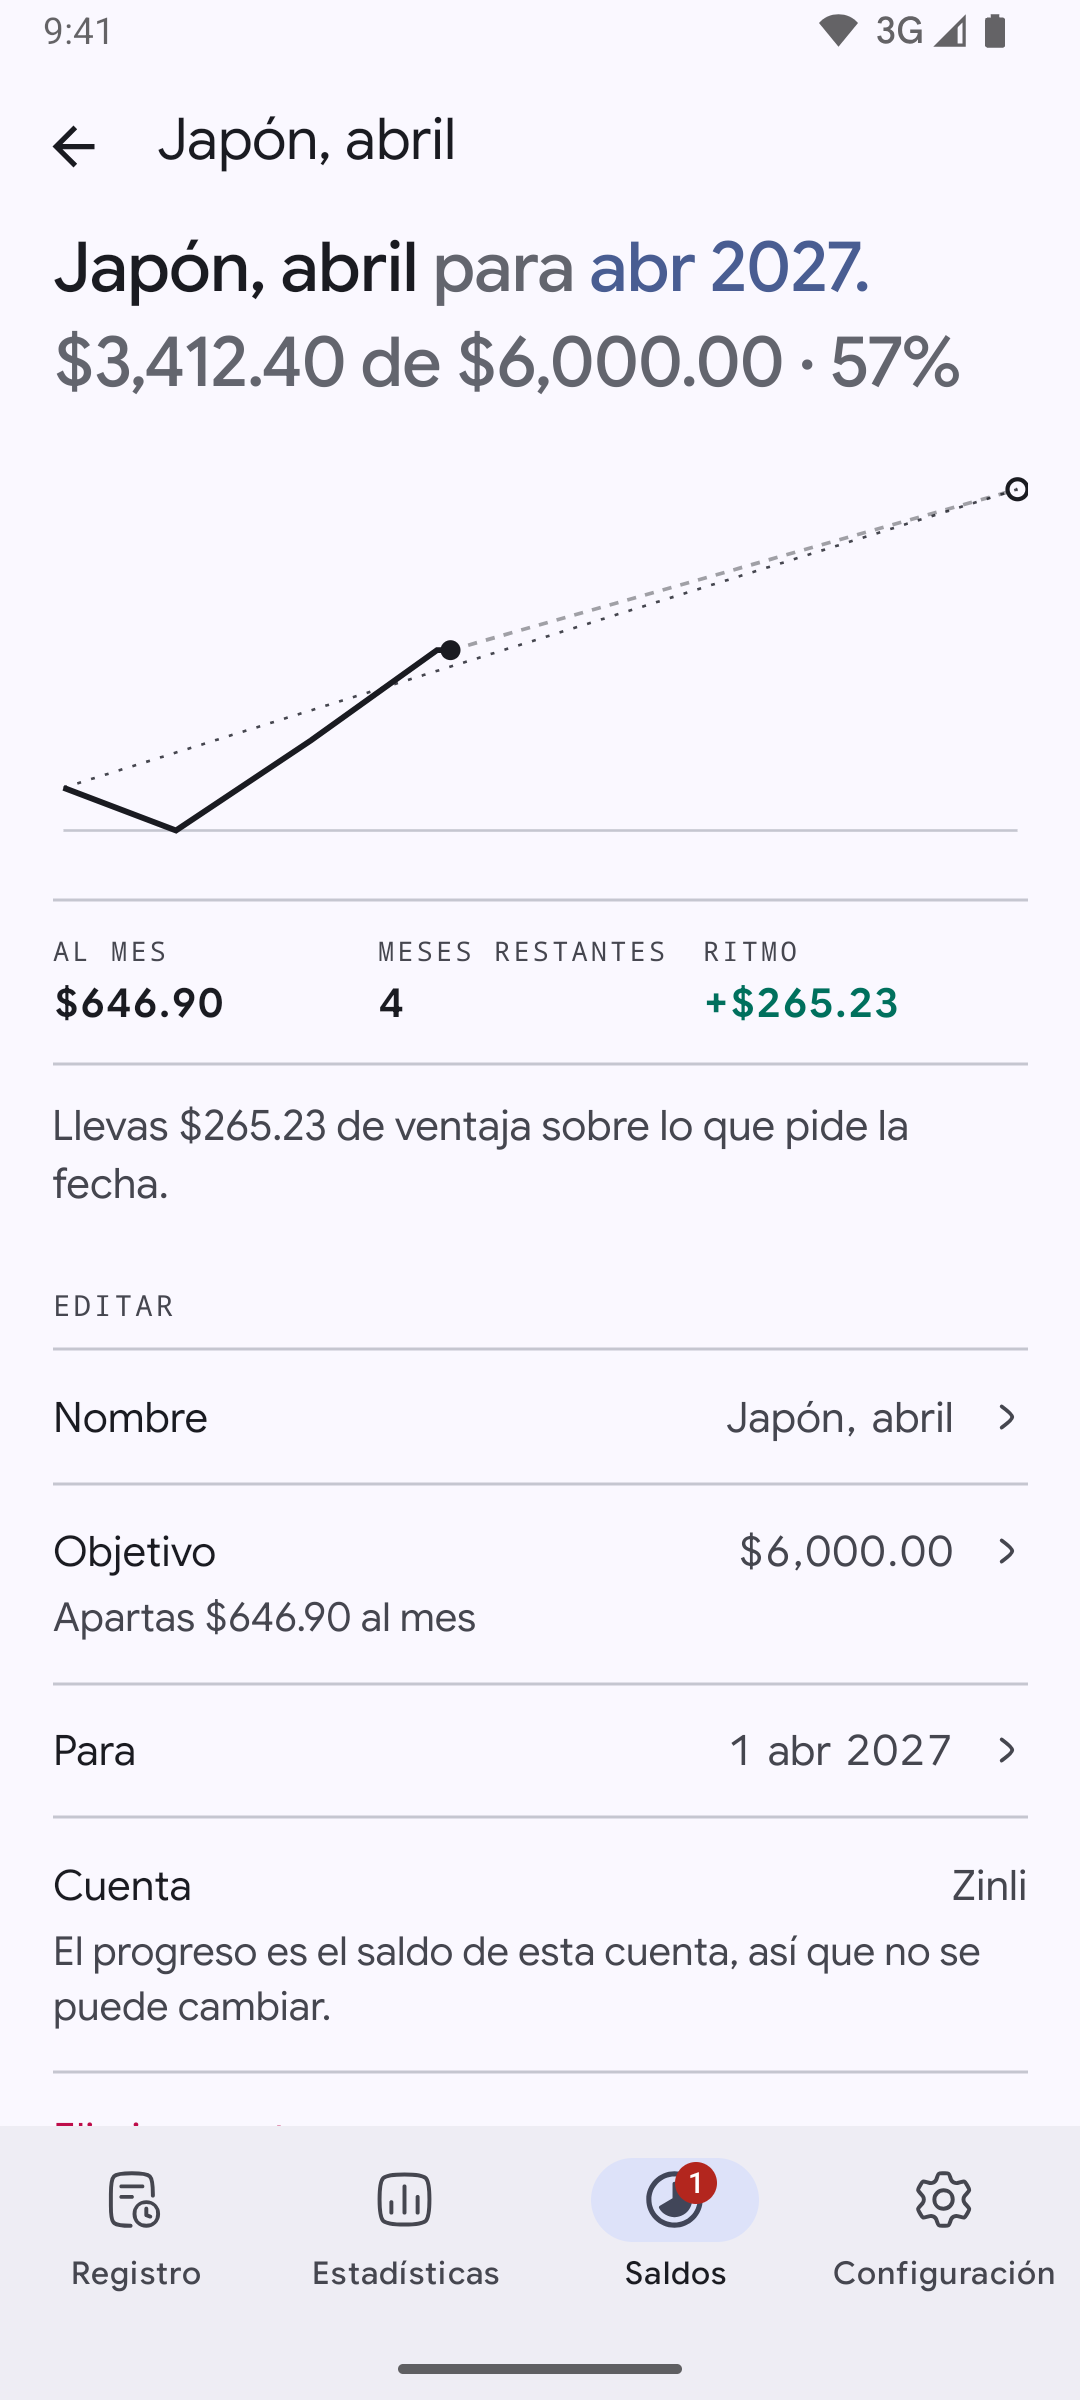 9:41
3G
Japón, abril
Japón, abril para abr 2027.
$3,412.40 de $6,000.00 · 57%
AL MES
MESES RESTANTES
RITMO
$646.90
4
+$265.23
Llevas $265.23 de ventaja sobre lo que pide la
fecha.
EDITAR
Nombre
Japón, abril
Objetivo
$6,000.00
Apartas $646.90 al mes
Para
1 abr 2027
Cuenta
Zinli
El progreso es el saldo de esta cuenta, así que no se
puede cambiar.
1
Registro
Estadísticas
Saldos
Configuración